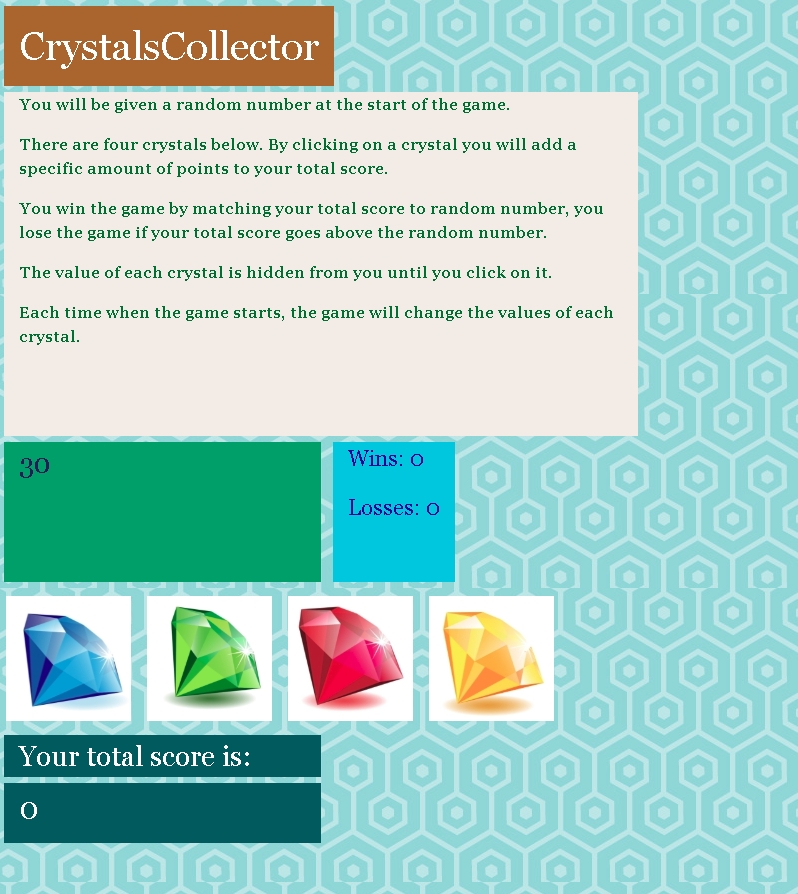 CrystalsCollector
You will be given a random number at the start of the game.
There are four crystals below. By clicking on a crystal you will add a
specific amount of points to your total score.
You win the game by matching your total score to random number, you
lose the game if your total score goes above the random number.
The value of each crystal is hidden from you until you click on it.
Each time when the game starts, the game will change the values of each
crystal.
30
Wins: 0
Losses: 0
Your total score is:
0